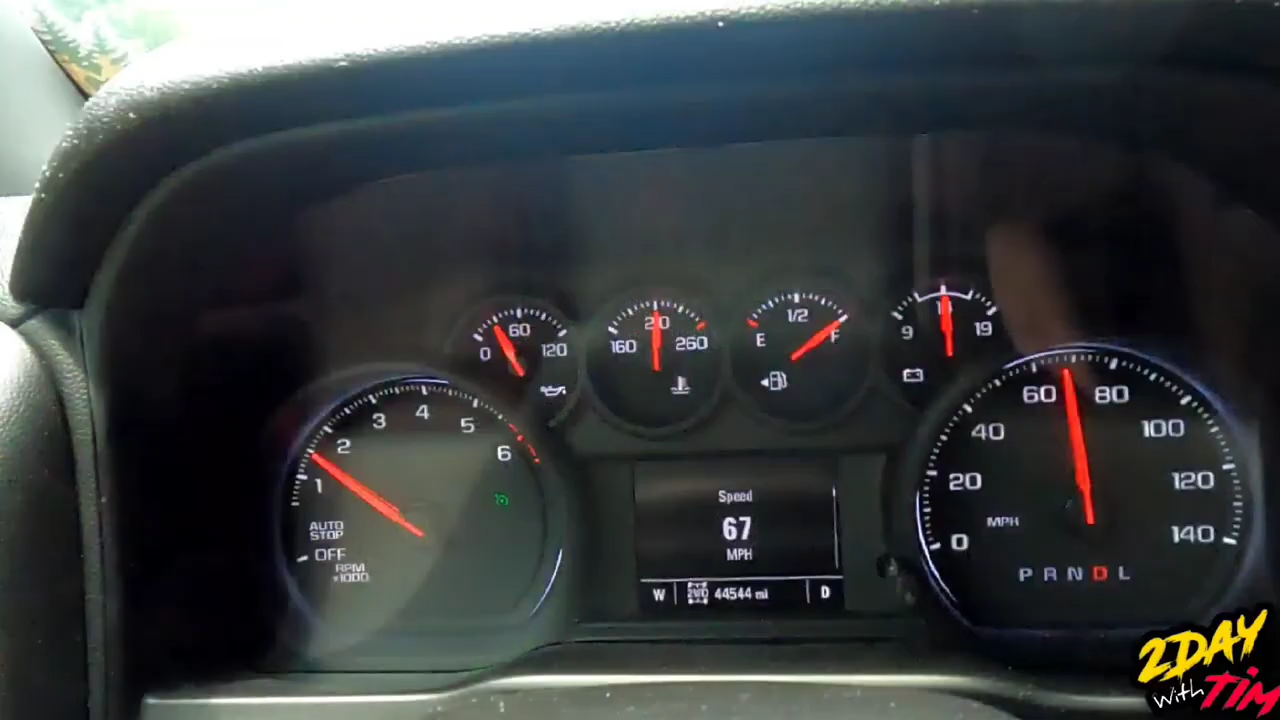 0 60 120
160 210 260
E 1/2 F
9 19
1 2 3 4 5 6
AUTO
STOP
OFF
RPM
x1000
Speed
67
MPH
W 2WD 44544 mi D
0 20 40 60 80 100 120 140
MPH
P R N D L
2DAY
with TIM